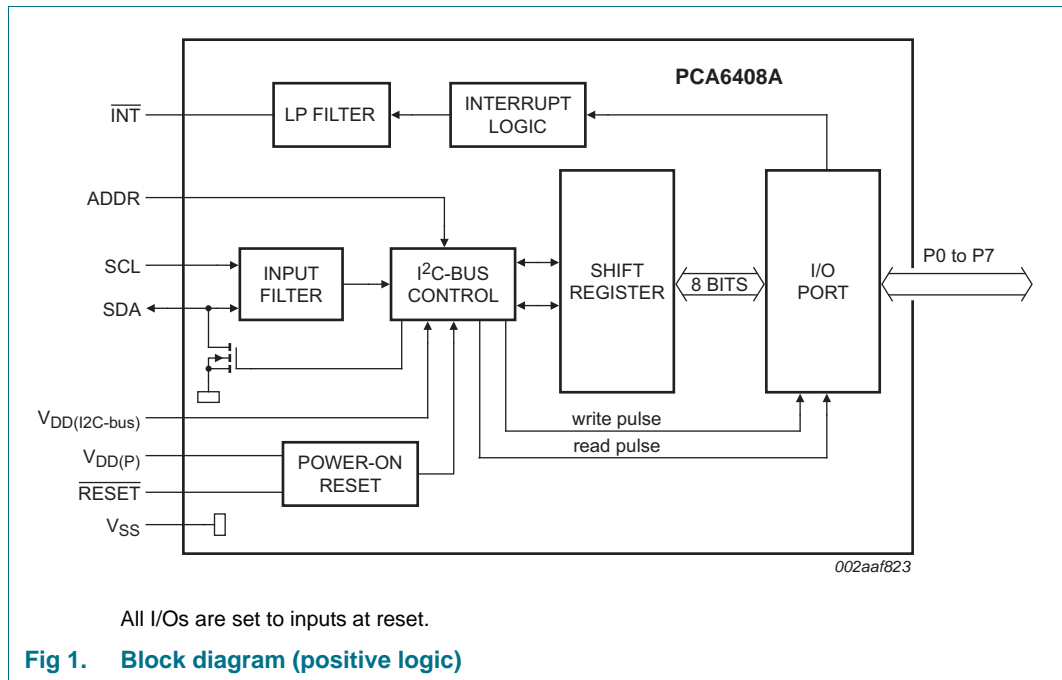 PCA6408A
INT
LP FILTER
INTERRUPT
LOGIC
ADDR
SCL
SDA
INPUT
FILTER
I²C-BUS
CONTROL
SHIFT
REGISTER
8 BITS
I/O
PORT
P0 to P7
VDD(I2C-bus)
write pulse
read pulse
VDD(P)
RESET
POWER-ON
RESET
VSS
002aaf823
All I/Os are set to inputs at reset.
Fig 1. Block diagram (positive logic)